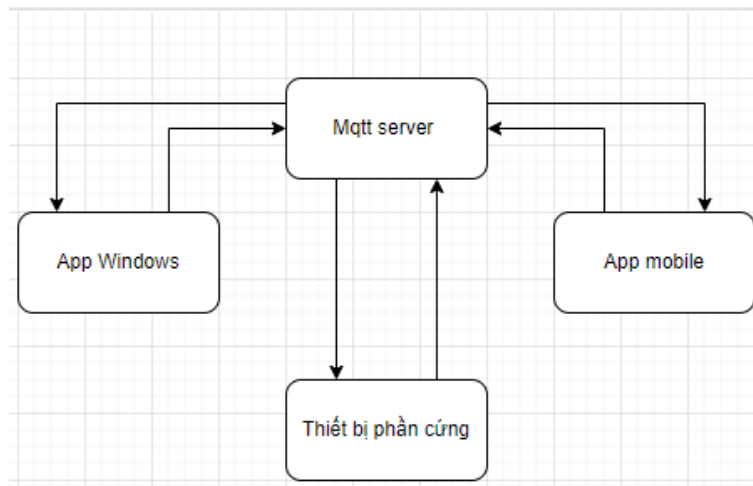 Mqtt server
App Windows
App mobile
Thiết bị phần cứng